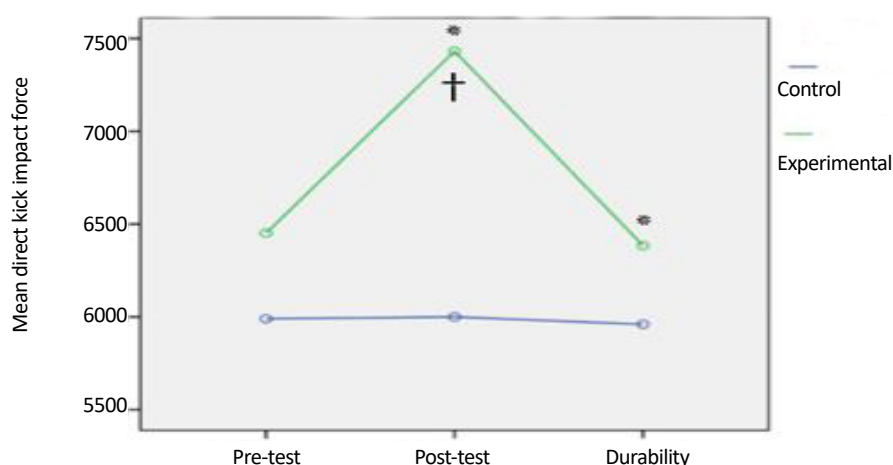 Mean direct kick impact force
7500
7000
6500
6000
5500
*
†
*
Pre-test
Post-test
Durability
Control
Experimental